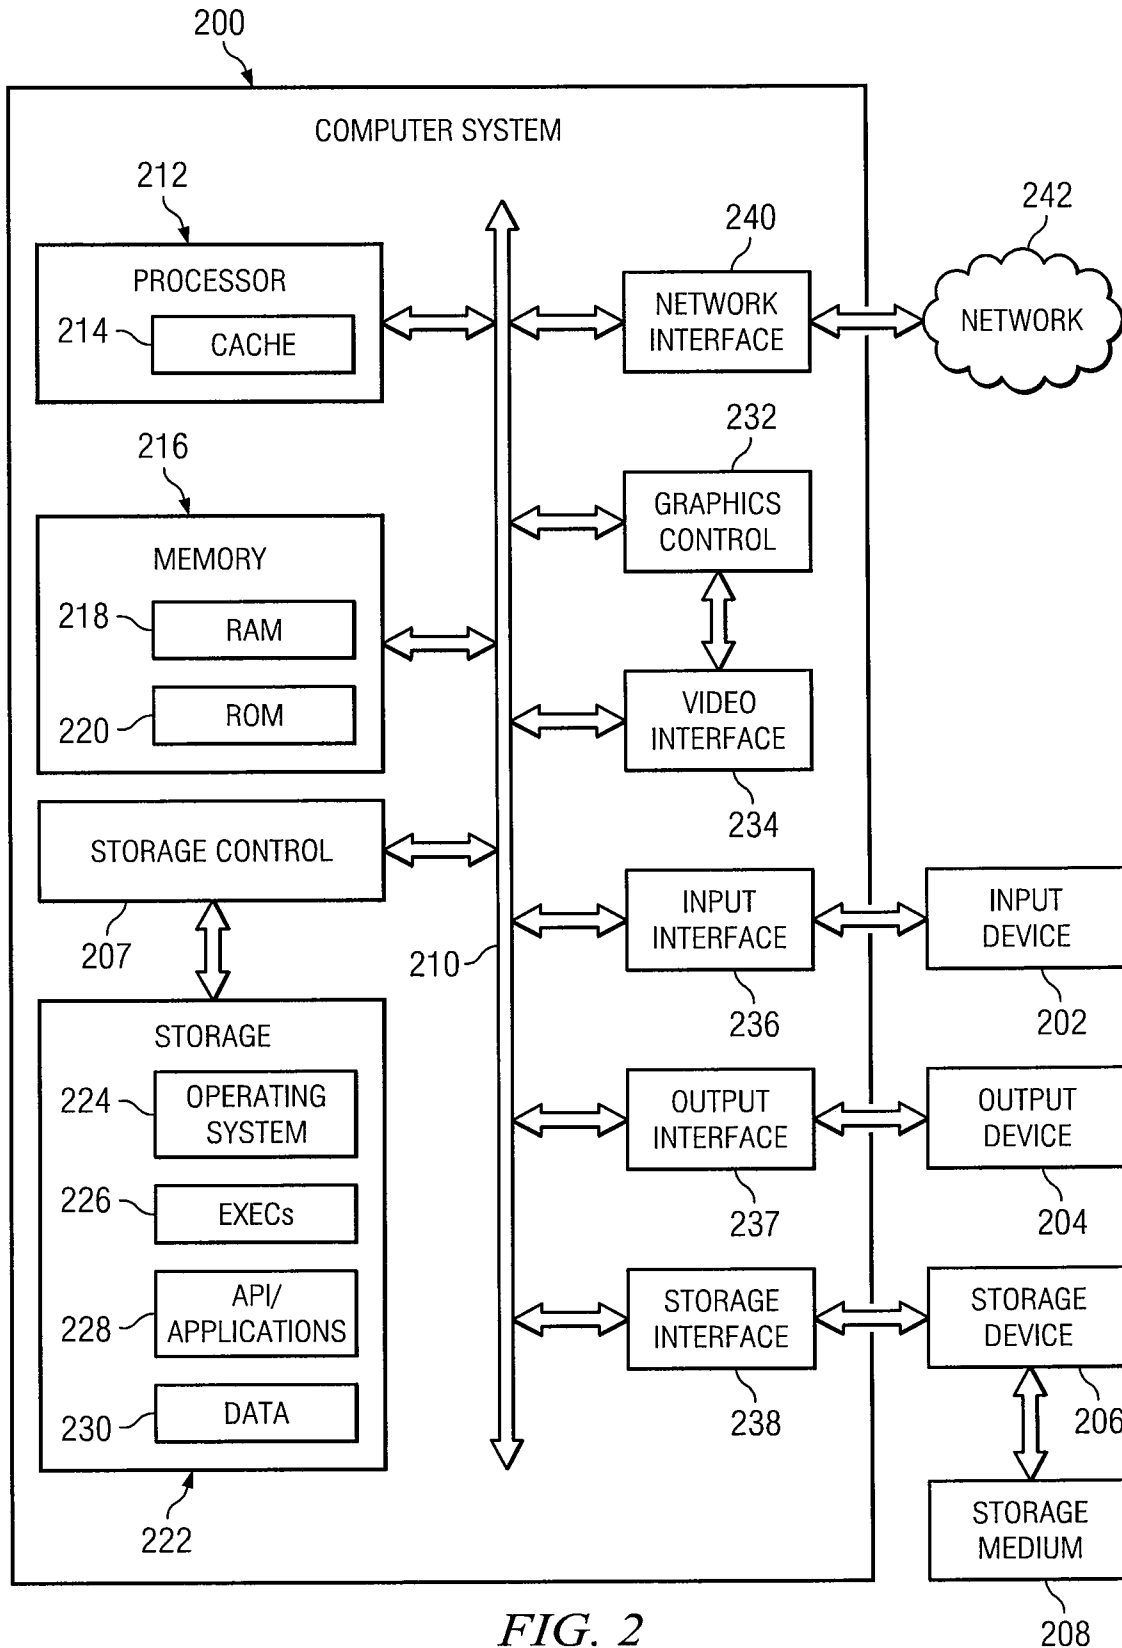 200
COMPUTER SYSTEM
212
PROCESSOR
214
CACHE
216
MEMORY
218
RAM
220
ROM
STORAGE CONTROL
207
STORAGE
224
OPERATING
SYSTEM
226
EXECs
228
API/
APPLICATIONS
230
DATA
222
210
240
NETWORK
INTERFACE
242
NETWORK
232
GRAPHICS
CONTROL
VIDEO
INTERFACE
234
INPUT
INTERFACE
236
INPUT
DEVICE
202
OUTPUT
INTERFACE
237
OUTPUT
DEVICE
204
STORAGE
INTERFACE
238
STORAGE
DEVICE
206
STORAGE
MEDIUM
208
FIG. 2